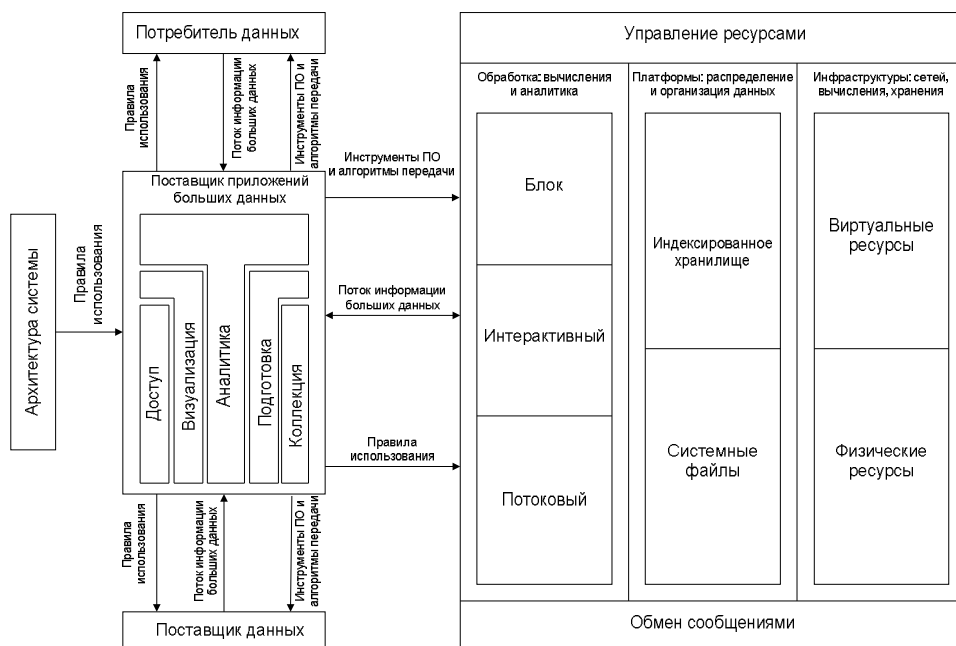 Потребитель данных
Правила
использования
Поток информации
больших данных
Инструменты ПО и
алгоритмы передачи
Архитектура системы
Правила
использования
Поставщик приложений
больших данных
Доступ
Визуализация
Аналитика
Подготовка
Коллекция
Инструменты ПО
и алгоритмы передачи
Поток информации
больших данных
Правила
использования
Правила
использования
Поток информации
больших данных
Инструменты ПО и
алгоритмы передачи
Поставщик данных
Управление ресурсами
Обработка: вычисления
и аналитика
Блок
Интерактивный
Потоковый
Платформы: распределение
и организация данных
Индексированное
хранилище
Системные
файлы
Инфраструктуры: сетей,
вычисления, хранения
Виртуальные
ресурсы
Физические
ресурсы
Обмен сообщениями